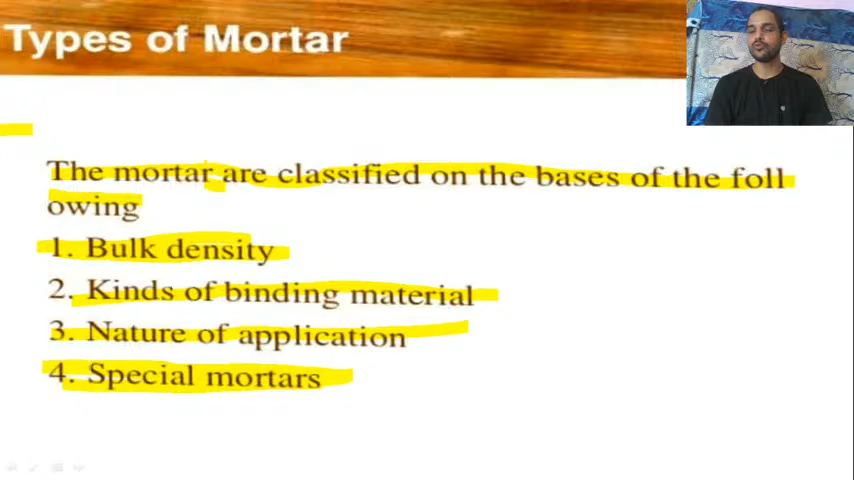 Types of Mortar
The mortar are classified on the bases of the foll
owing
1. Bulk density
2. Kinds of binding material
3. Nature of application
4. Special mortars